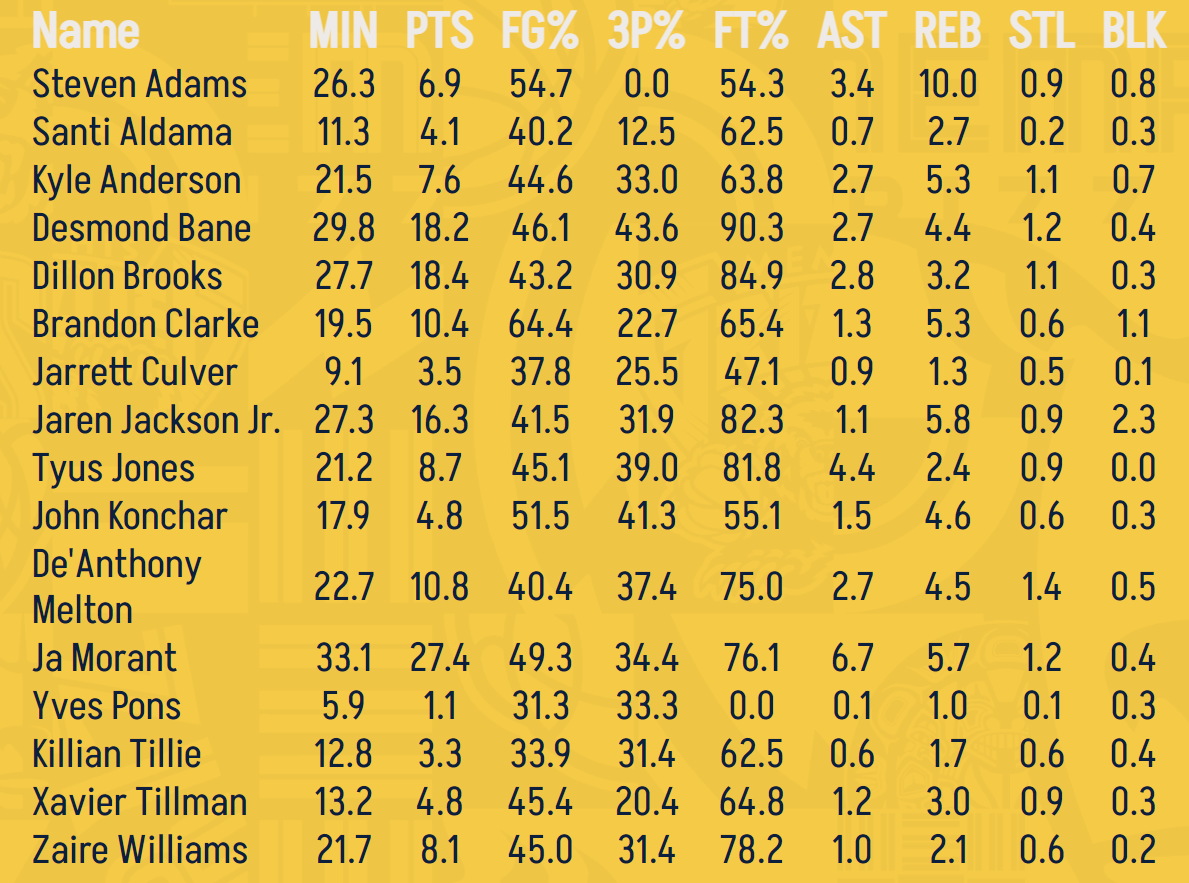 Name MIN PTS FG% 3P% FT% AST REB STL BLK
Steven Adams 26.3 6.9 54.7 0.0 54.3 3.4 10.0 0.9 0.8
Santi Aldama 11.3 4.1 40.2 12.5 62.5 0.7 2.7 0.2 0.3
Kyle Anderson 21.5 7.6 44.6 33.0 63.8 2.7 5.3 1.1 0.7
Desmond Bane 29.8 18.2 46.1 43.6 90.3 2.7 4.4 1.2 0.4
Dillon Brooks 27.7 18.4 43.2 30.9 84.9 2.8 3.2 1.1 0.3
Brandon Clarke 19.5 10.4 64.4 22.7 65.4 1.3 5.3 0.6 1.1
Jarrett Culver 9.1 3.5 37.8 25.5 47.1 0.9 1.3 0.5 0.1
Jaren Jackson Jr. 27.3 16.3 41.5 31.9 82.3 1.1 5.8 0.9 2.3
Tyus Jones 21.2 8.7 45.1 39.0 81.8 4.4 2.4 0.9 0.0
John Konchar 17.9 4.8 51.5 41.3 55.1 1.5 4.6 0.6 0.3
De'Anthony
Melton 22.7 10.8 40.4 37.4 75.0 2.7 4.5 1.4 0.5
Ja Morant 33.1 27.4 49.3 34.4 76.1 6.7 5.7 1.2 0.4
Yves Pons 5.9 1.1 31.3 33.3 0.0 0.1 1.0 0.1 0.3
Killian Tillie 12.8 3.3 33.9 31.4 62.5 0.6 1.7 0.6 0.4
Xavier Tillman 13.2 4.8 45.4 20.4 64.8 1.2 3.0 0.9 0.3
Zaire Williams 21.7 8.1 45.0 31.4 78.2 1.0 2.1 0.6 0.2